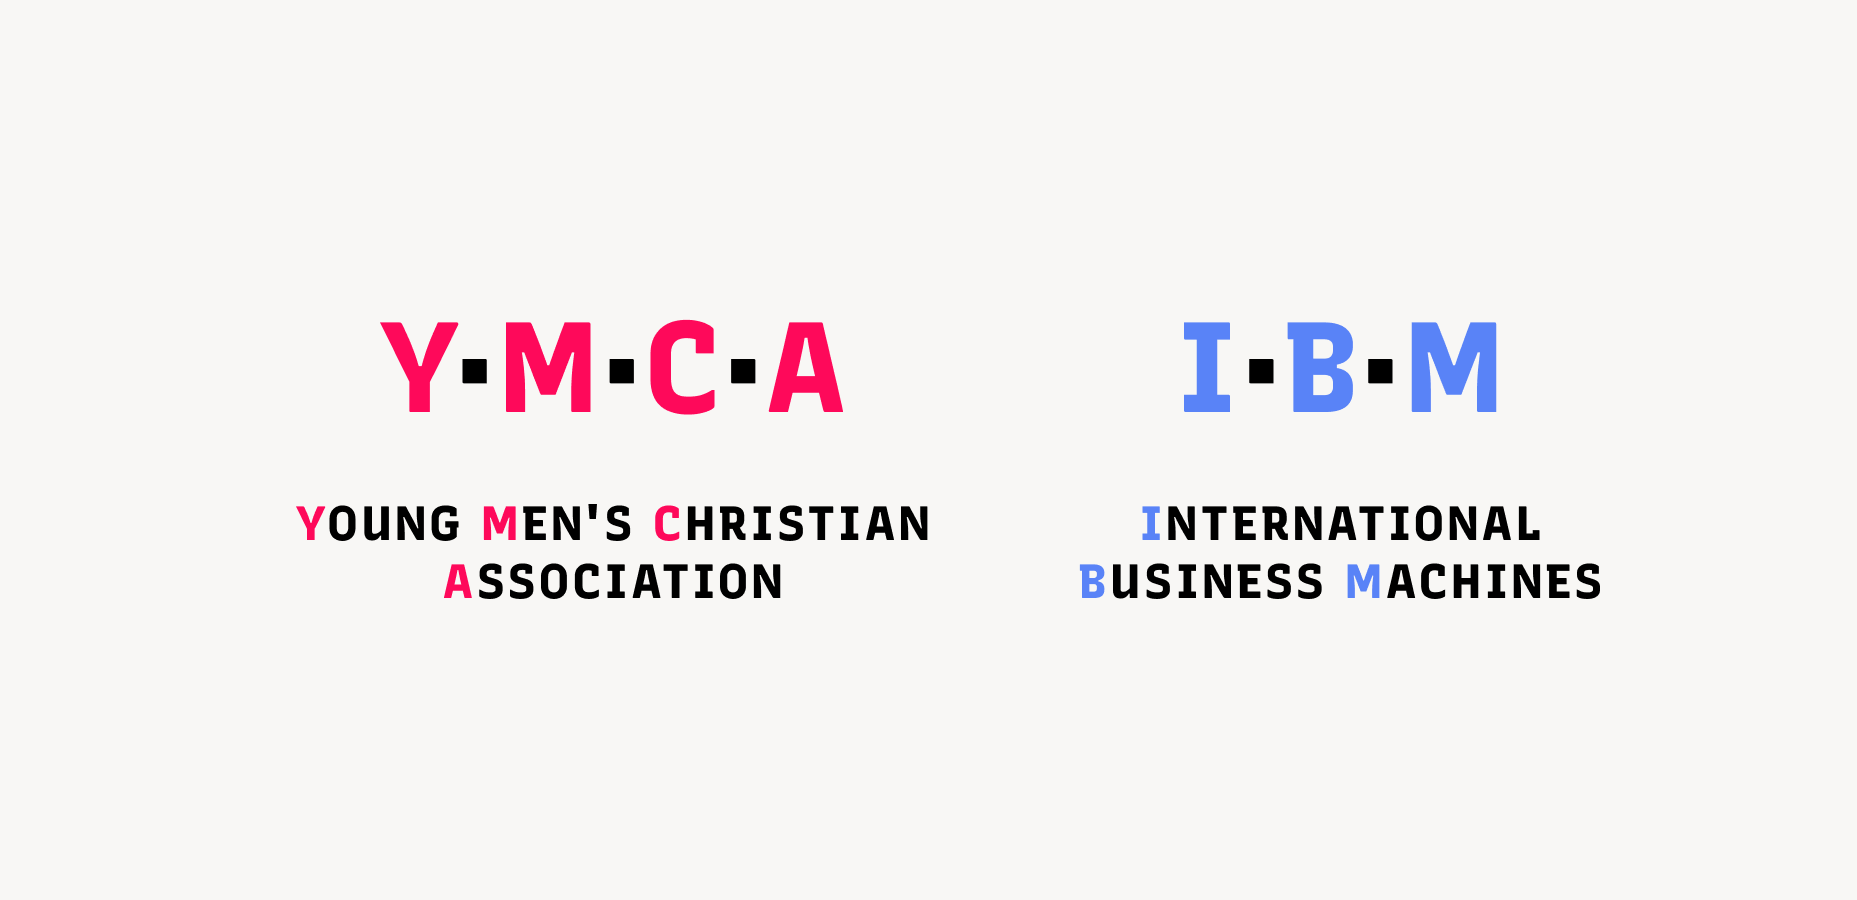 Y▪M▪C▪A
YOUNG MEN'S CHRISTIAN
ASSOCIATION
I▪B▪M
INTERNATIONAL
BUSINESS MACHINES